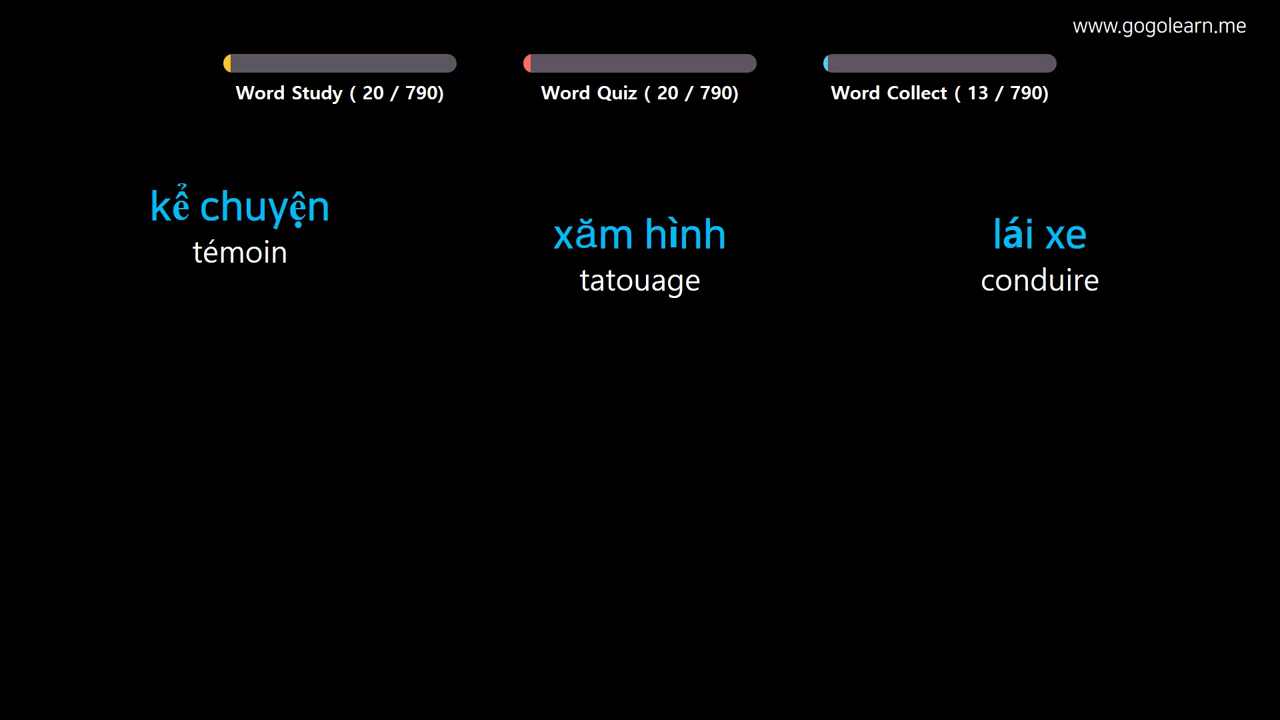 www.gogolearn.me
Word Study ( 20 / 790)
Word Quiz ( 20 / 790)
Word Collect ( 13 / 790)
kể chuyện
témoin
xăm hình
tatouage
lái xe
conduire